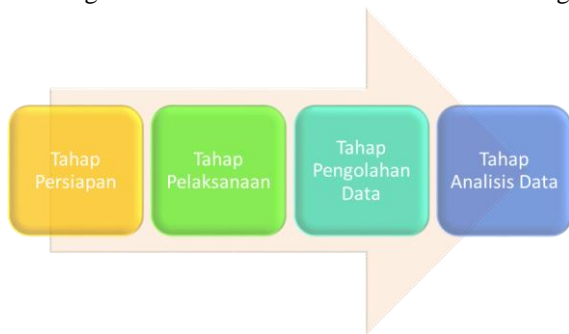 Tahap
Persiapan
Tahap
Pelaksanaan
Tahap
Pengolahan
Data
Tahap
Analisis Data